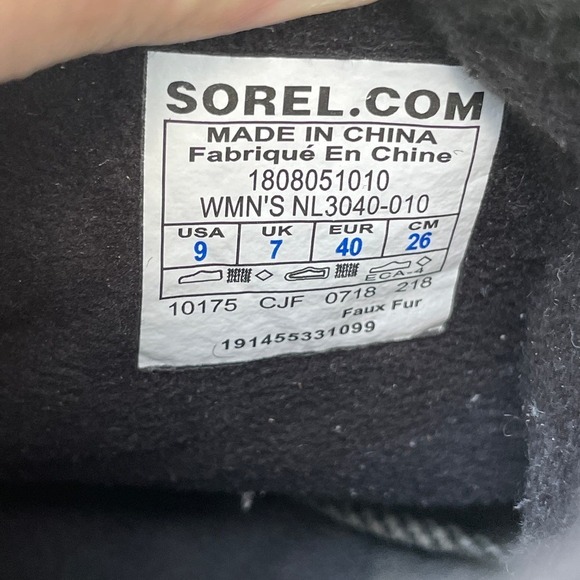 SOREL.COM
MADE IN CHINA
Fabriqué En Chine
1808051010
WMN'S NL3040-010
USA UK EUR CM
9 7 40 26
ECA-4
10175 CJF 0718 218
Faux Fur
191455331099